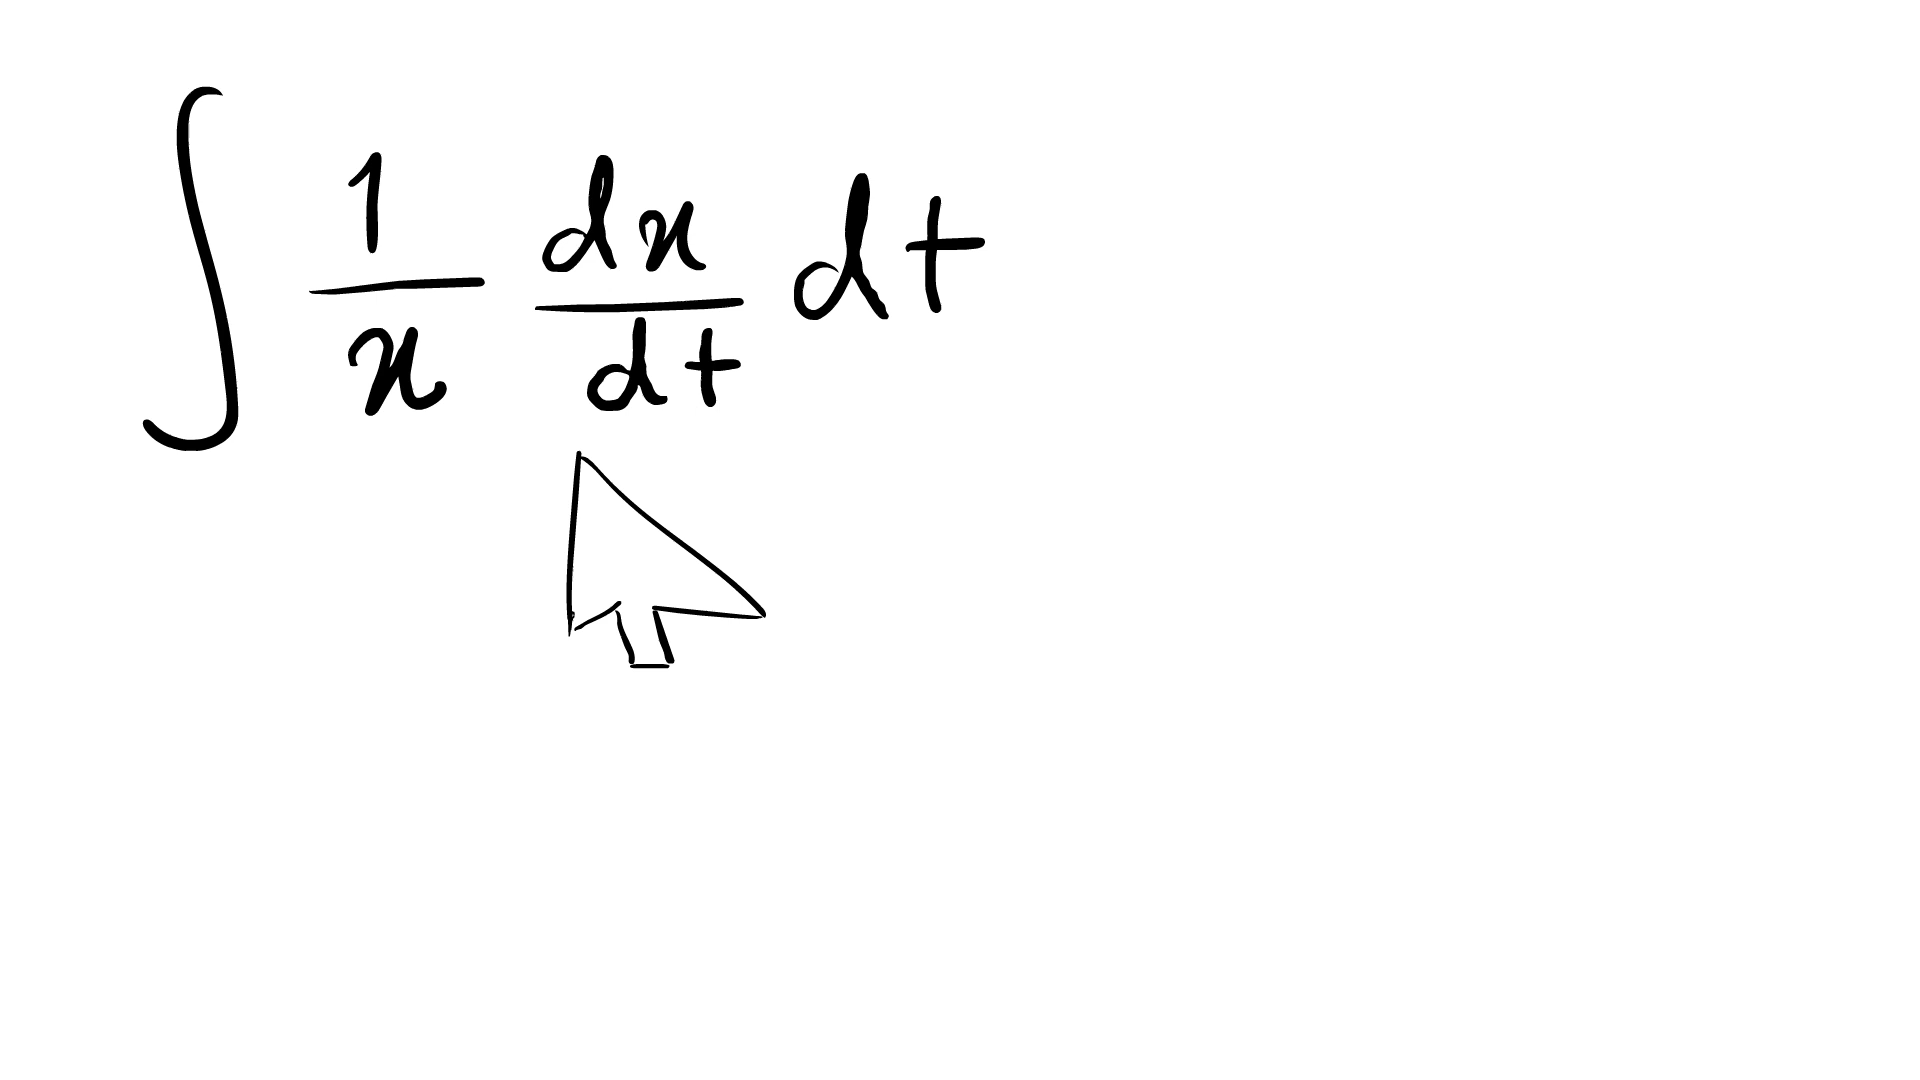 ∫ 1/x dx/dt dt